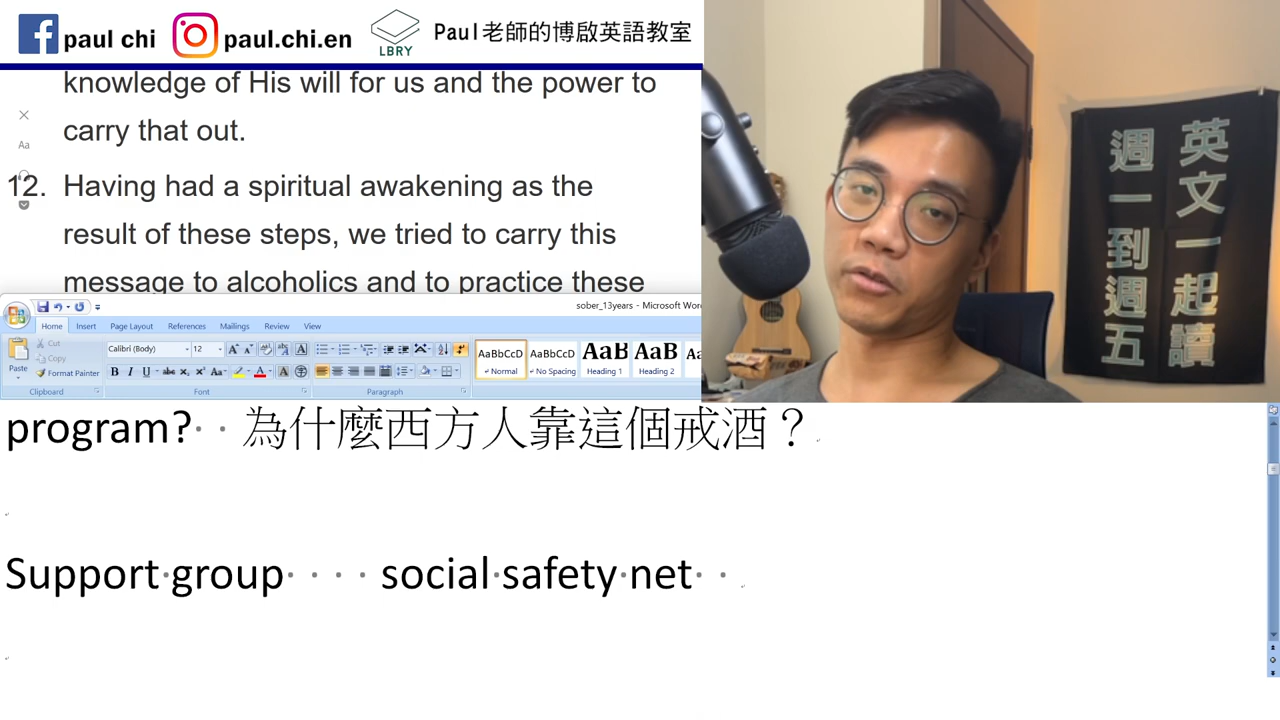 paul chi
paul.chi.en
LBRY
Paul老師的博啟英語教室
knowledge of His will for us and the power to
carry that out.
12. Having had a spiritual awakening as the
result of these steps, we tried to carry this
message to alcoholics and to practice these
Aa
sober_13years - Microsoft Wor
Home Insert Page Layout References Mailings Review View
Paste
Cut
Copy
Format Painter
Clipboard
Calibri (Body) 12
Font
Paragraph
AaBbCcD
Normal
AaBbCcD
No Spacing
AaB
Heading 1
AaB
Heading 2
program? 為什麼西方人靠這個戒酒？
Support group social safety net
英文一起讀
週一到週五